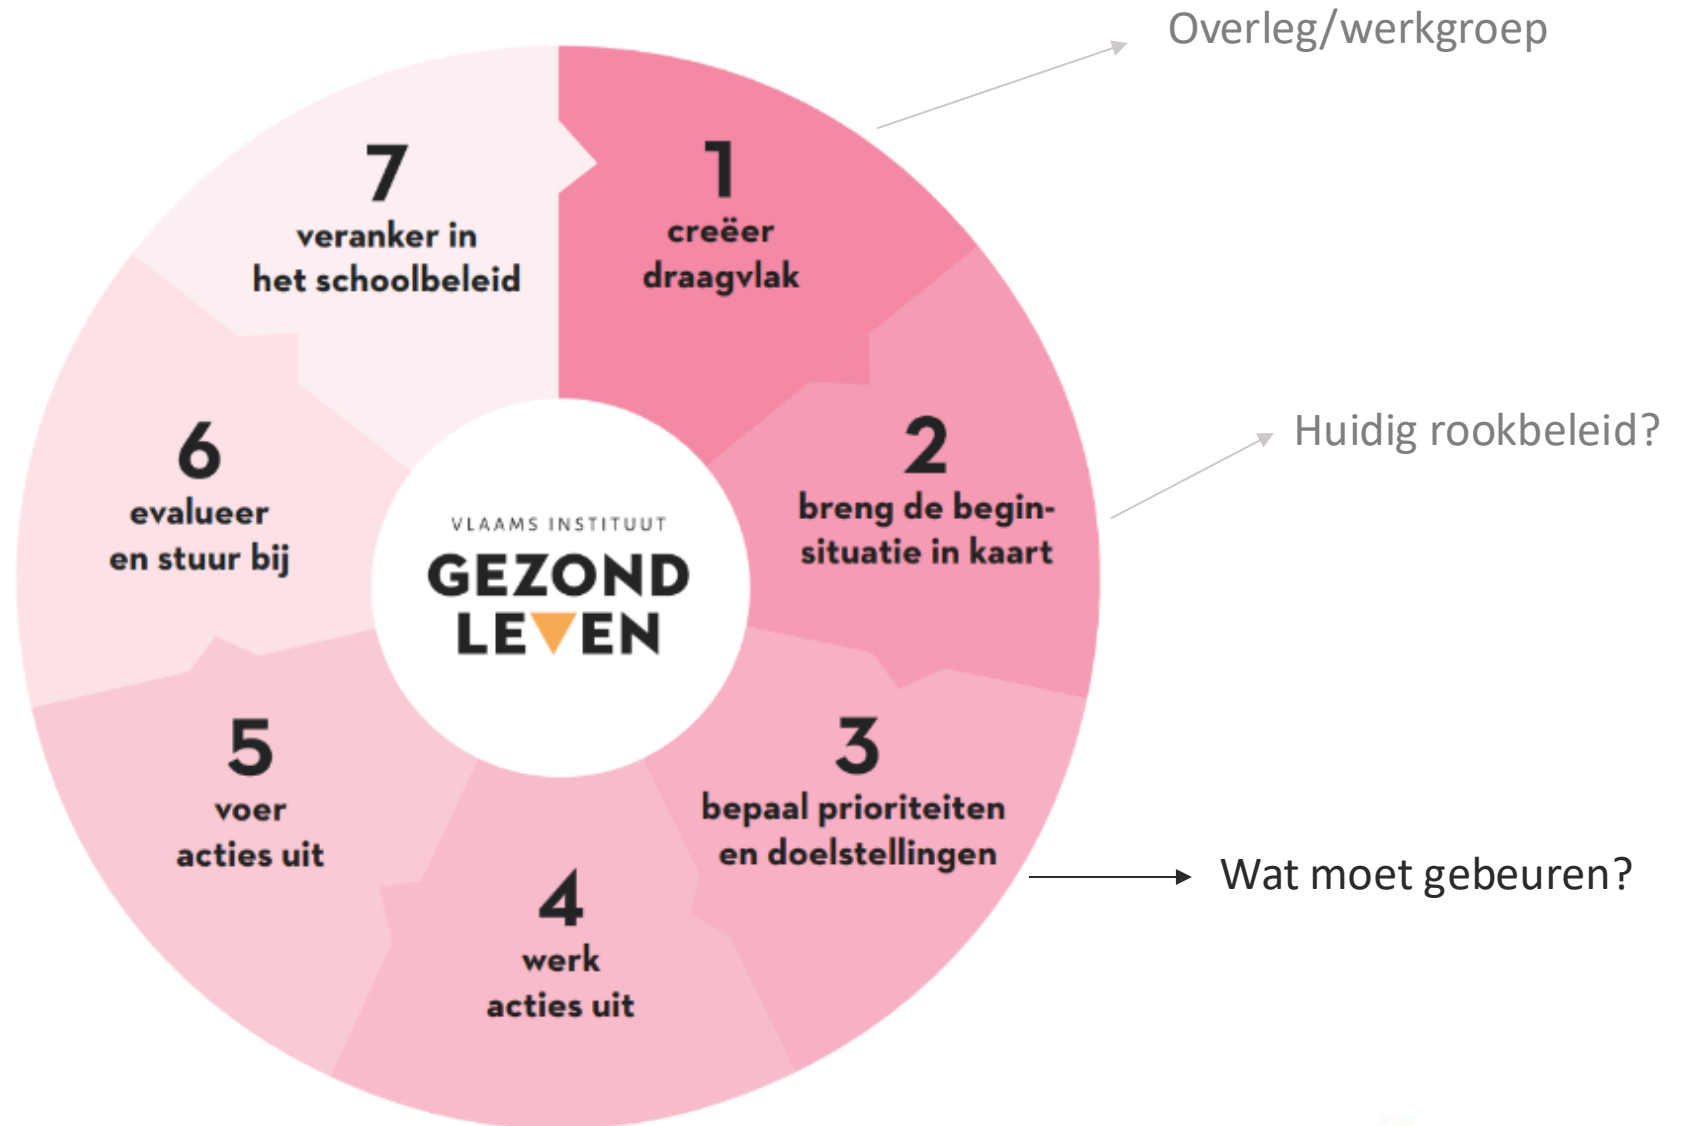 Overleg/werkgroep
1
creëer
draagvlak
2
breng de begin-
situatie in kaart
Huidig rookbeleid?
3
bepaal prioriteiten
en doelstellingen
Wat moet gebeuren?
4
werk
acties uit
5
voer
acties uit
6
evalueer
en stuur bij
7
veranker in
het schoolbeleid
VLAAMS INSTITUUT
GEZOND
LEVEN